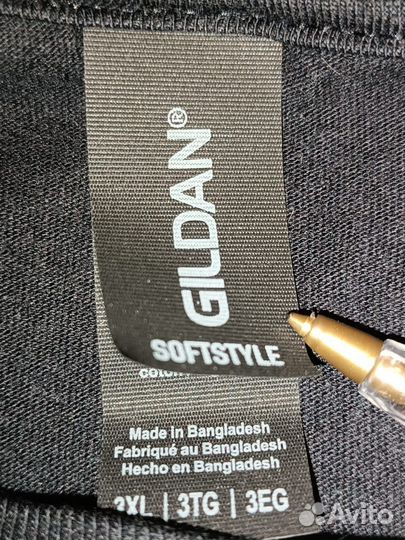 GILDAN®
SOFTSTYLE
Made in Bangladesh
Fabriqué au Bangladesh
Hecho en Bangladesh
3XL | 3TG | 3EG
Avito